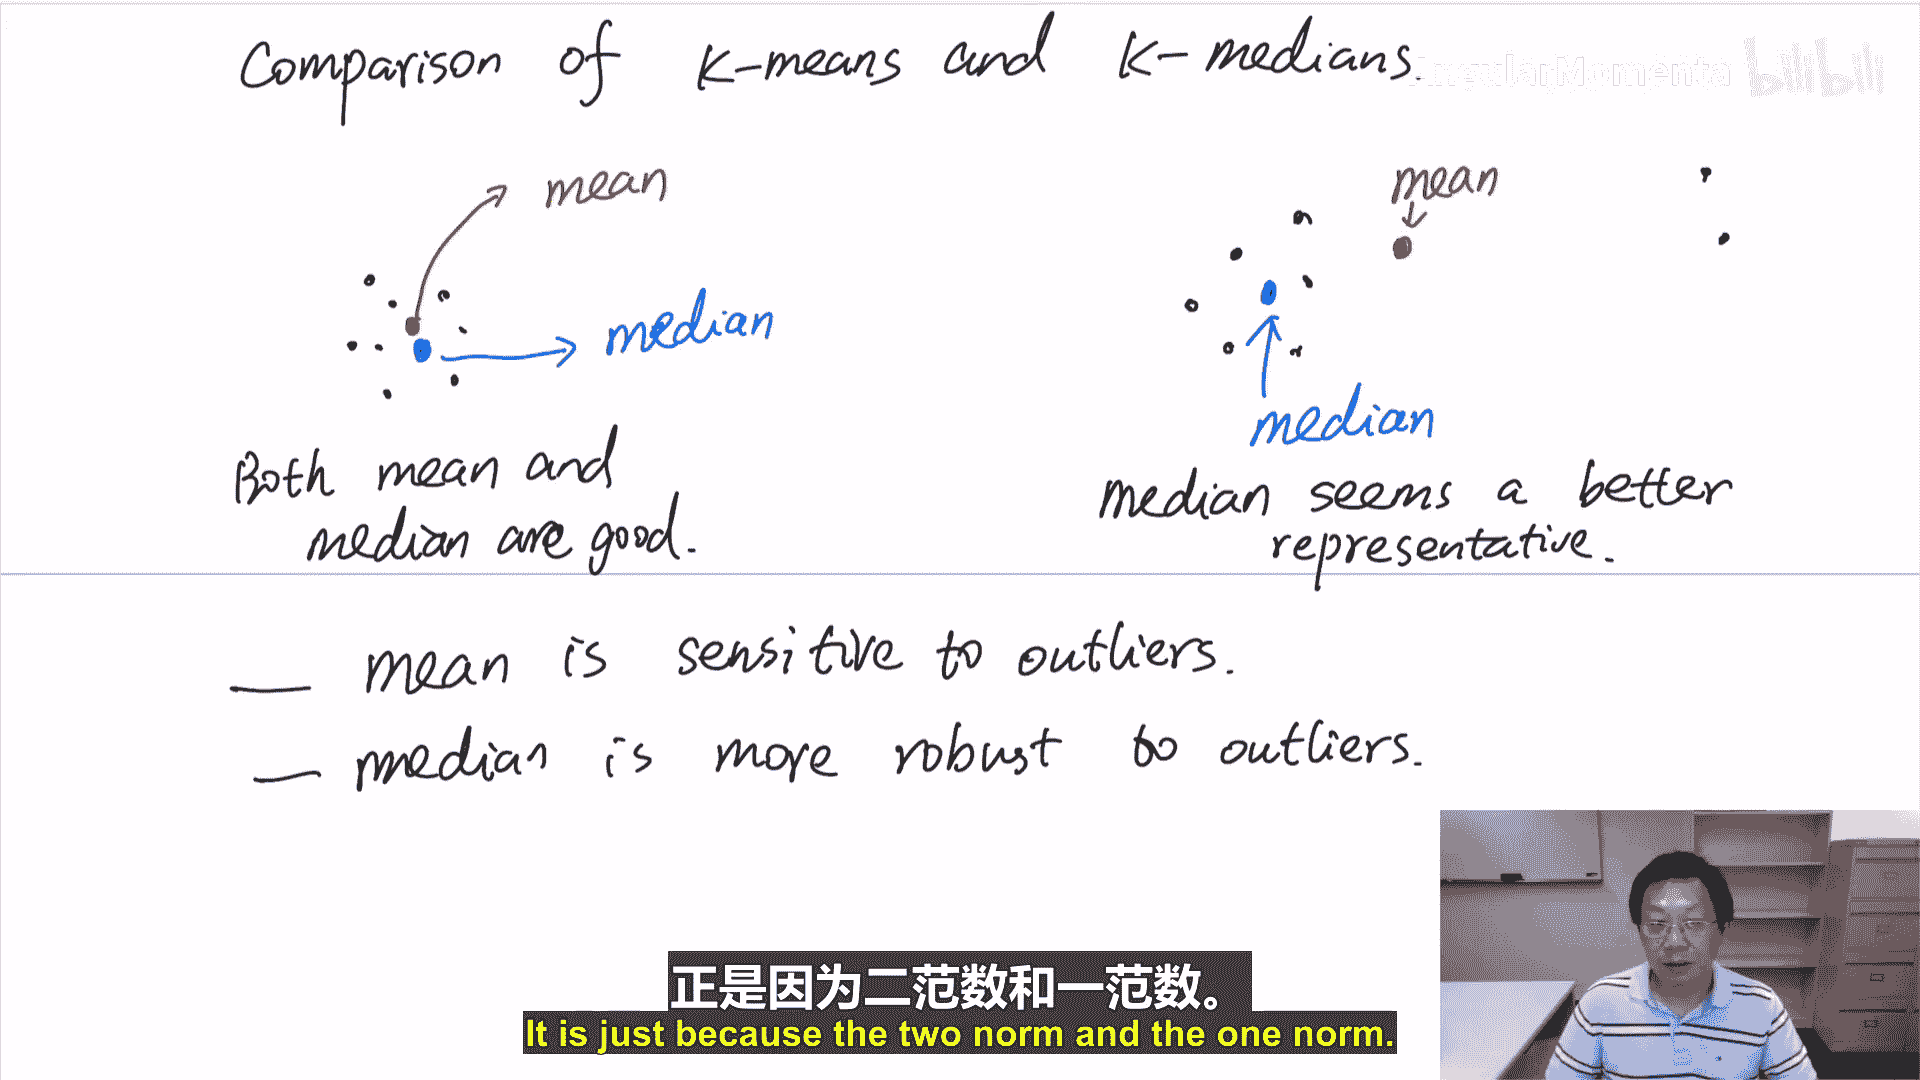 Comparison of K-means and K-medians.
AngularMomenta bilibili
mean
mean
median
median
Both mean and
median are good.
median seems a better
representative.
— mean is sensitive to outliers.
— median is more robust to outliers.
正是因为二范数和一范数。
It is just because the two norm and the one norm.